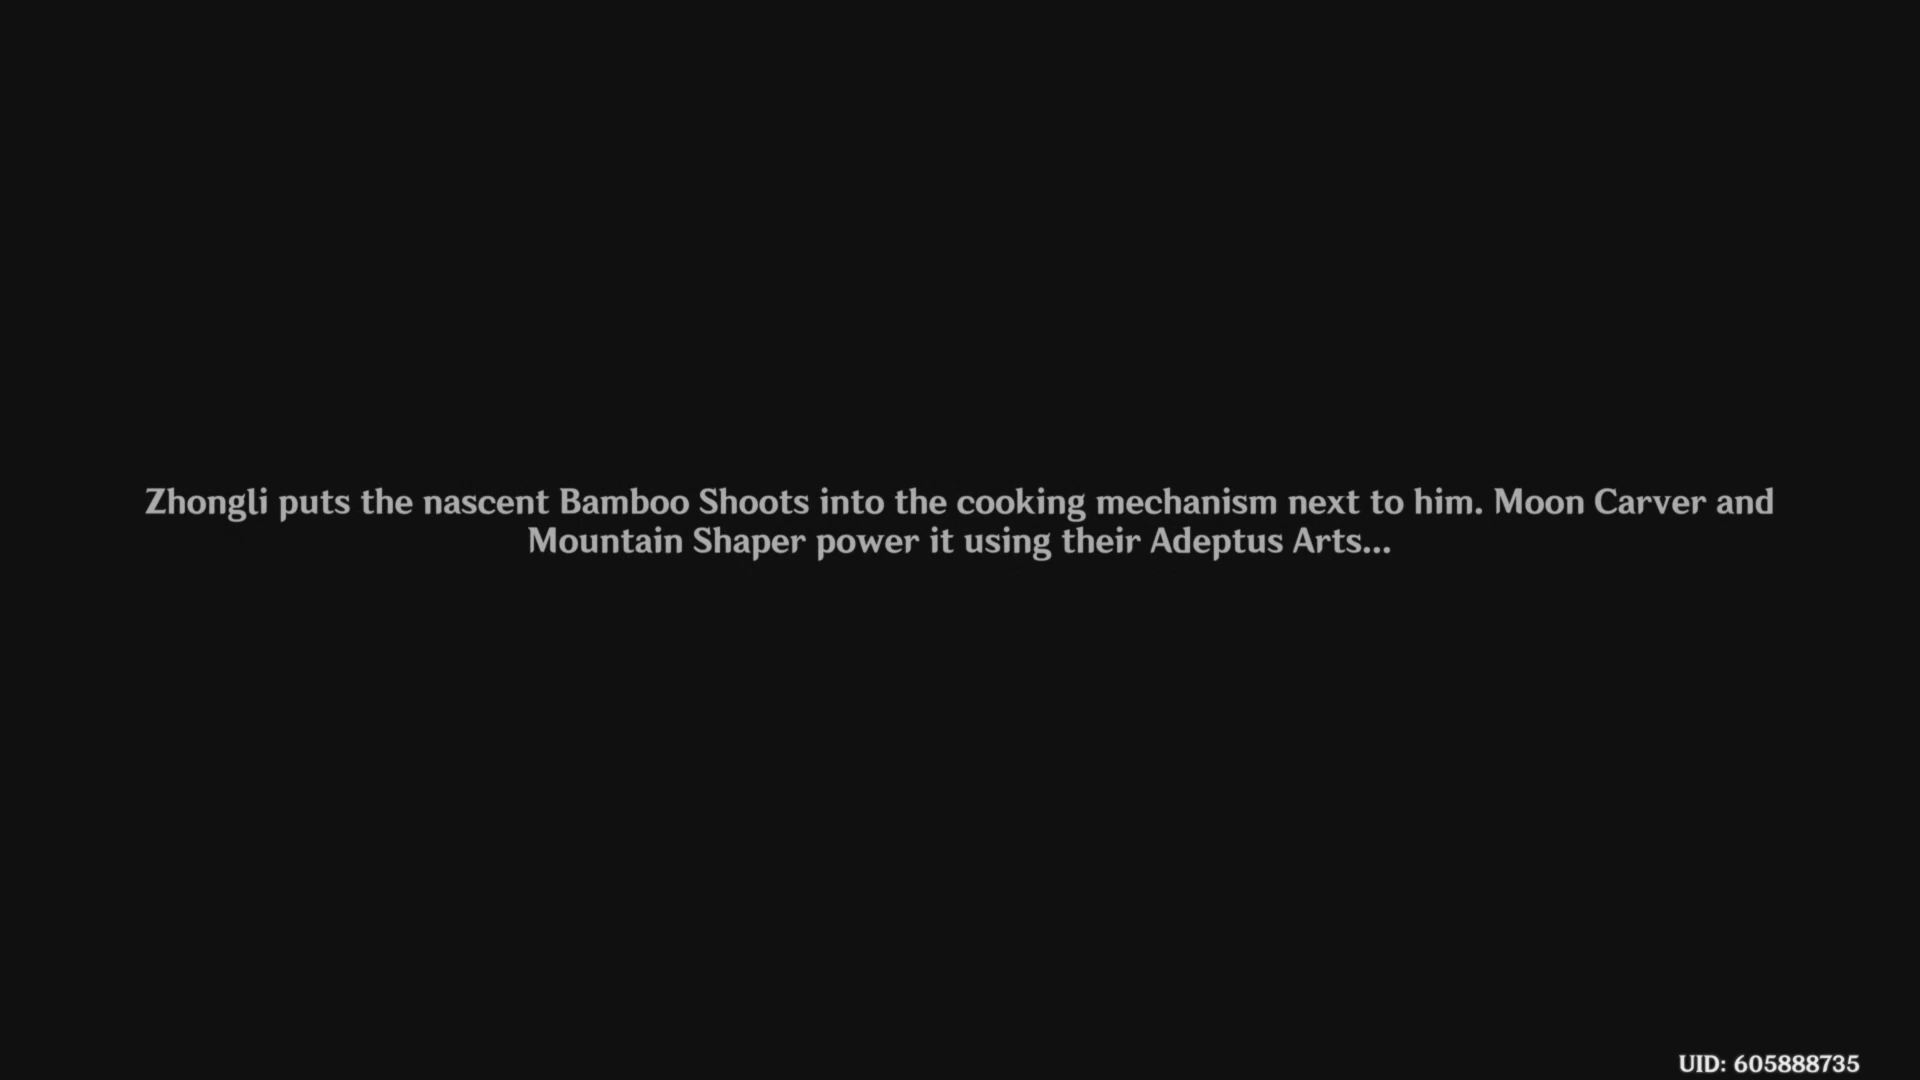 Zhongli puts the nascent Bamboo Shoots into the cooking mechanism next to him. Moon Carver and
Mountain Shaper power it using their Adeptus Arts...
UID: 605888735